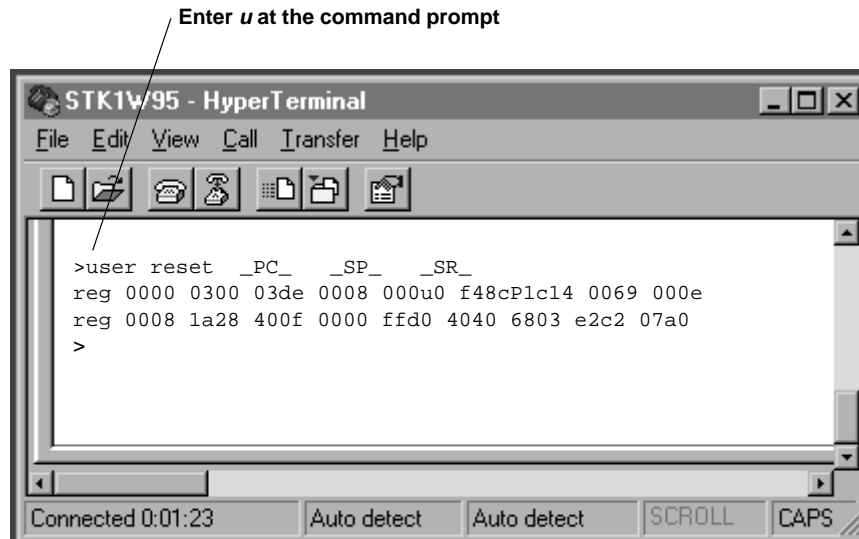 Enter u at the command prompt
STK1W95 - HyperTerminal
File Edit View Call Transfer Help
>user reset _PC_ _SP_ _SR_
reg 0000 0300 03de 0008 000u0 f48cP1c14 0069 000e
reg 0008 1a28 400f 0000 ffd0 4040 6803 e2c2 07a0
>
Connected 0:01:23 Auto detect Auto detect SCROLL CAPS